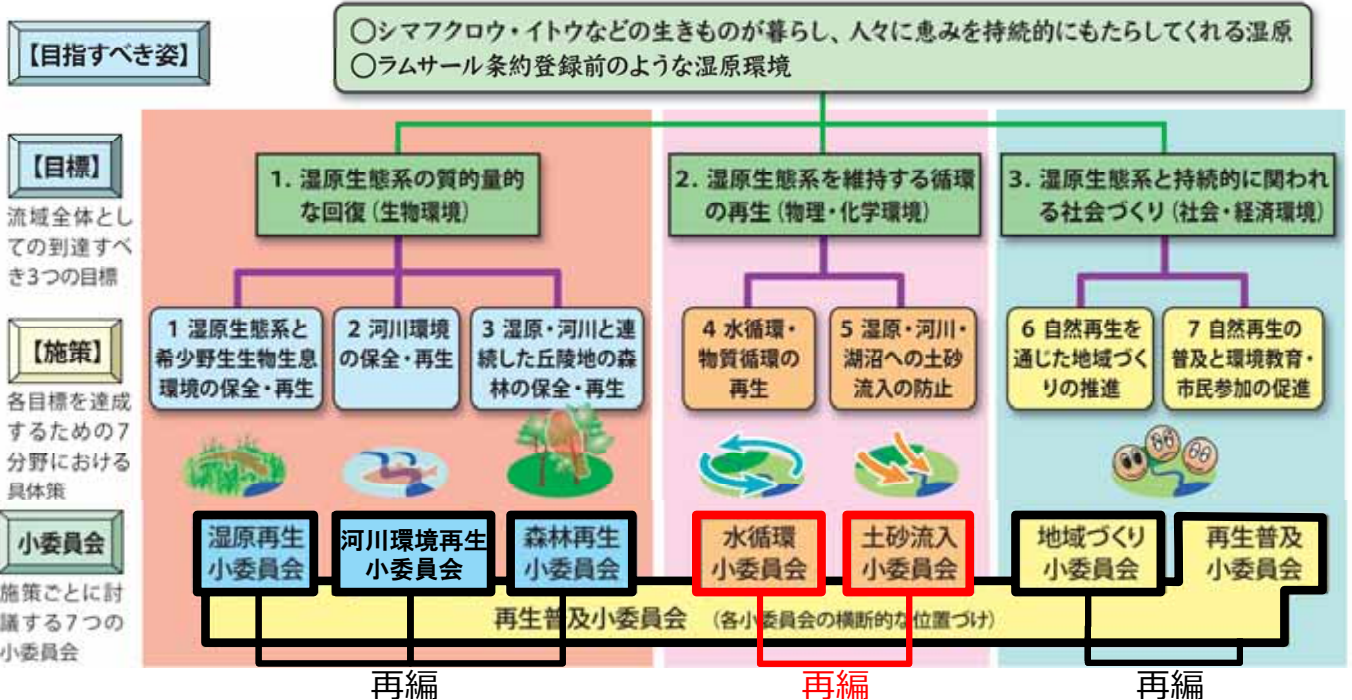 【目指すべき姿】
○シマフクロウ・イトウなどの生きものが暮らし、人々に恵みを持続的にもたらしてくれる湿原
○ラムサール条約登録前のような湿原環境
【目標】
流域全体とし
ての到達すべ
き3つの目標
1. 湿原生態系の質的量的
な回復（生物環境）
2. 湿原生態系を維持する循環
の再生（物理・化学環境）
3. 湿原生態系と持続的に関われ
る社会づくり（社会・経済環境）
【施策】
各目標を達成
するための7
分野における
具体策
1 湿原生態系と
希少野生生物生息
環境の保全・再生
2 河川環境
の保全・再生
3 湿原・河川と連
続した丘陵地の森
林の保全・再生
4 水循環・
物質循環の
再生
5 湿原・河川・
湖沼への土砂
流入の防止
6 自然再生を
通じた地域づく
りの推進
7 自然再生の
普及と環境教育・
市民参加の促進
小委員会
施策ごとに討
議する7つの
小委員会
湿原再生
小委員会
河川環境再生
小委員会
森林再生
小委員会
水循環
小委員会
土砂流入
小委員会
地域づくり
小委員会
再生普及
小委員会
再生普及小委員会 （各小委員会の横断的な位置づけ）
再編
再編
再編